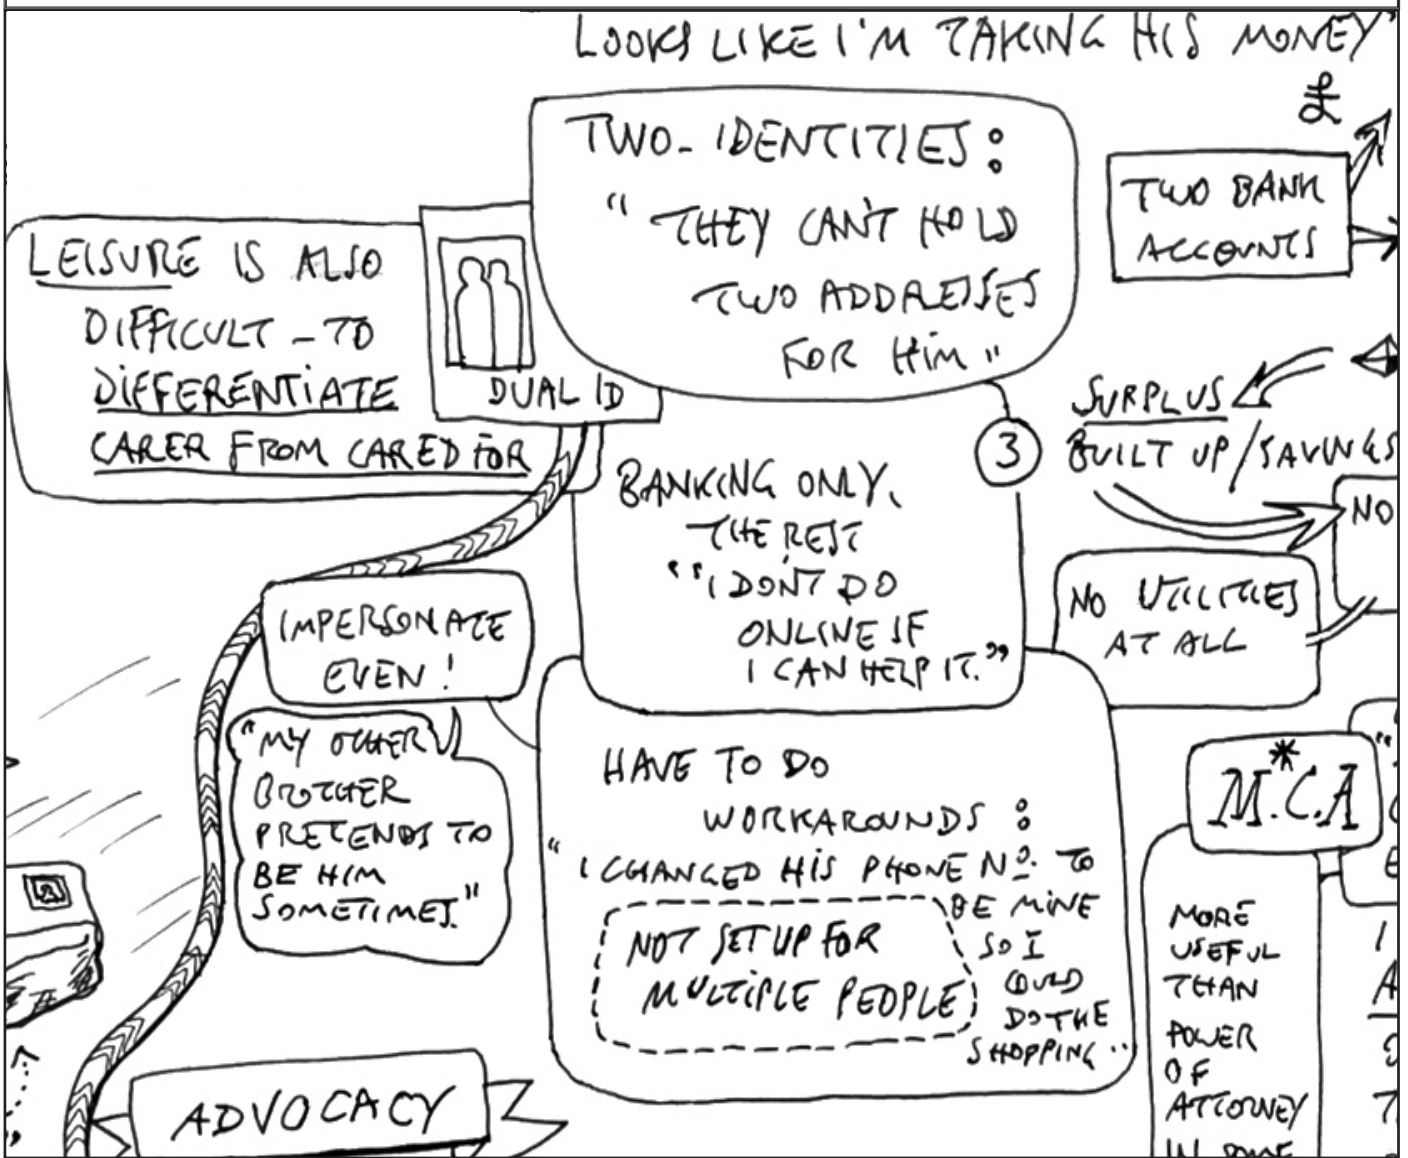 LOOKS LIKE I'M TAKING HIS MONEY"
£
TWO-IDENTITIES:
"THEY CAN'T HOLD
TWO ADDRESSES
FOR HIM"
TWO BANK
ACCOUNTS
LEISURE IS ALSO
DIFFICULT - TO
DIFFERENTIATE
CARER FROM CARED FOR
DUAL ID
3
SURPLUS
BUILT UP/SAVINGS
BANKING ONLY.
THE REST
"I DON'T DO
ONLINE IF
I CAN HELP IT."
NO
NO UTILITIES
AT ALL
IMPERSONATE
EVEN!
"MY OTHER
BROTHER
PRETENDS TO
BE HIM
SOMETIMES."
HAVE TO DO
WORKAROUNDS:
"I CHANGED HIS PHONE No. TO
BE MINE
SO I
COULD
DO THE
SHOPPING"
NOT SET UP FOR
MULTIPLE PEOPLE
M.*C.A
MORE
USEFUL
THAN
POWER
OF
ATTORNEY
IN SOME
ADVOCACY